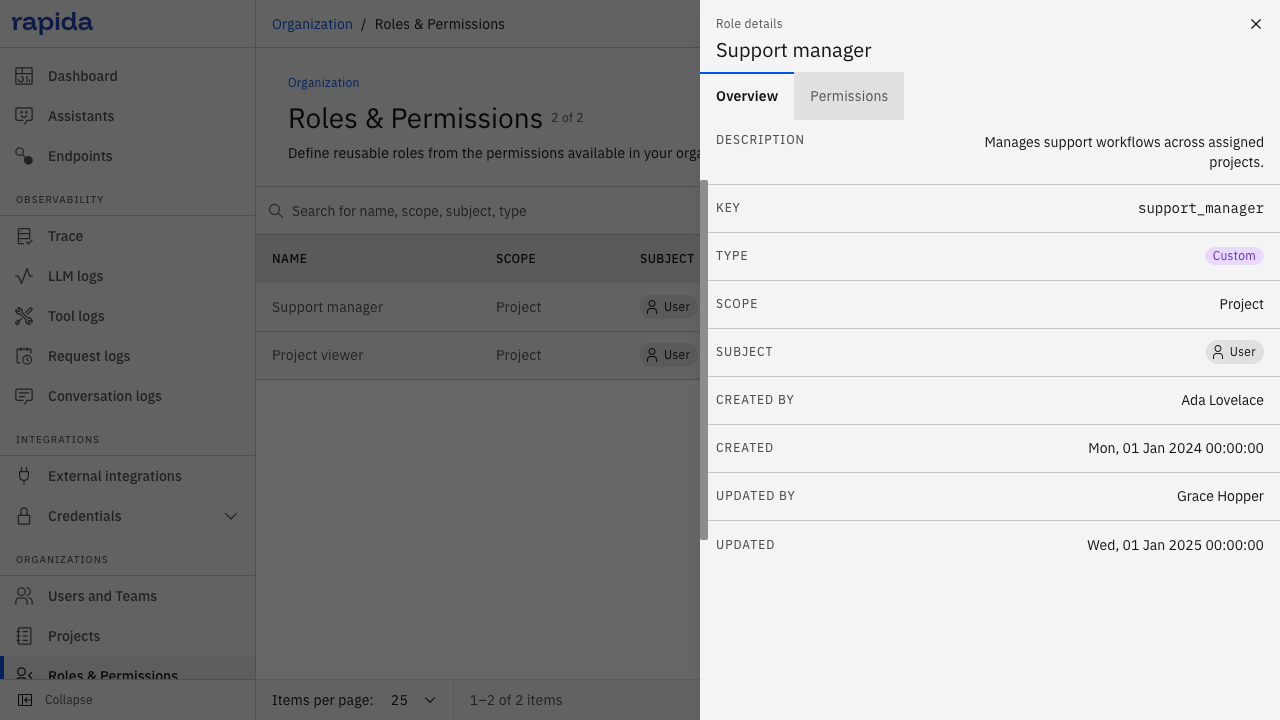 rapida
Dashboard
Assistants
Endpoints
OBSERVABILITY
Trace
LLM logs
Tool logs
Request logs
Conversation logs
INTEGRATIONS
External integrations
Credentials
ORGANIZATIONS
Users and Teams
Projects
Roles & Permissions
Collapse
Organization / Roles & Permissions
Organization
Roles & Permissions 2 of 2
Define reusable roles from the permissions available in your orga
Search for name, scope, subject, type
NAME SCOPE SUBJECT
Support manager Project User
Project viewer Project User
Items per page: 25 1–2 of 2 items
Role details
Support manager
Overview Permissions
DESCRIPTION Manages support workflows across assigned
projects.
KEY support_manager
TYPE Custom
SCOPE Project
SUBJECT User
CREATED BY Ada Lovelace
CREATED Mon, 01 Jan 2024 00:00:00
UPDATED BY Grace Hopper
UPDATED Wed, 01 Jan 2025 00:00:00